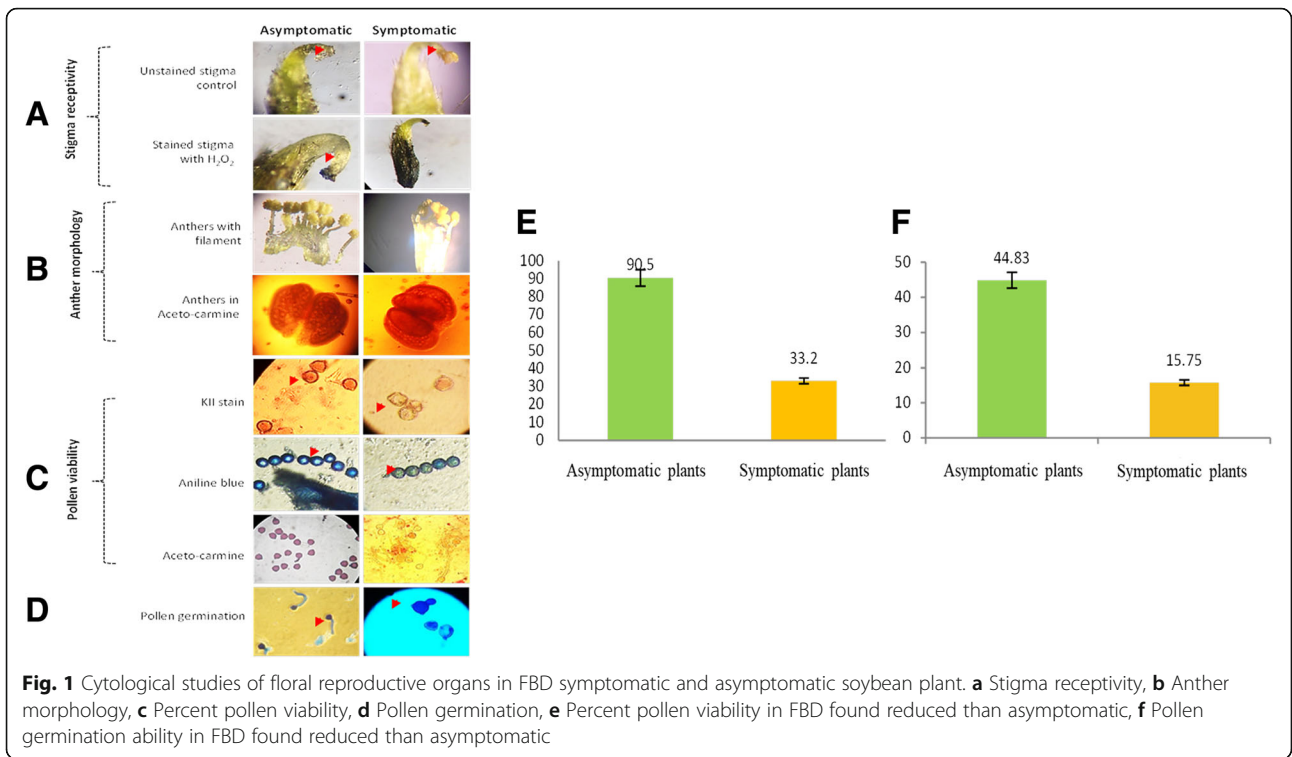 Asymptomatic Symptomatic
A
Stigma receptivity
Unstained stigma
control
Stained stigma
with H₂O₂
B
Anther morphology
Anthers with
filament
Anthers in
Aceto-carmine
C
Pollen viability
KII stain
Aniline blue
Aceto-carmine
D
Pollen germination
E
100
90
80
70
60
50
40
30
20
10
0
90.5
33.2
Asymptomatic plants Symptomatic plants
F
50
40
30
20
10
0
44.83
15.75
Asymptomatic plants Symptomatic plants
Fig. 1 Cytological studies of floral reproductive organs in FBD symptomatic and asymptomatic soybean plant. a Stigma receptivity, b Anther
morphology, c Percent pollen viability, d Pollen germination, e Percent pollen viability in FBD found reduced than asymptomatic, f Pollen
germination ability in FBD found reduced than asymptomatic